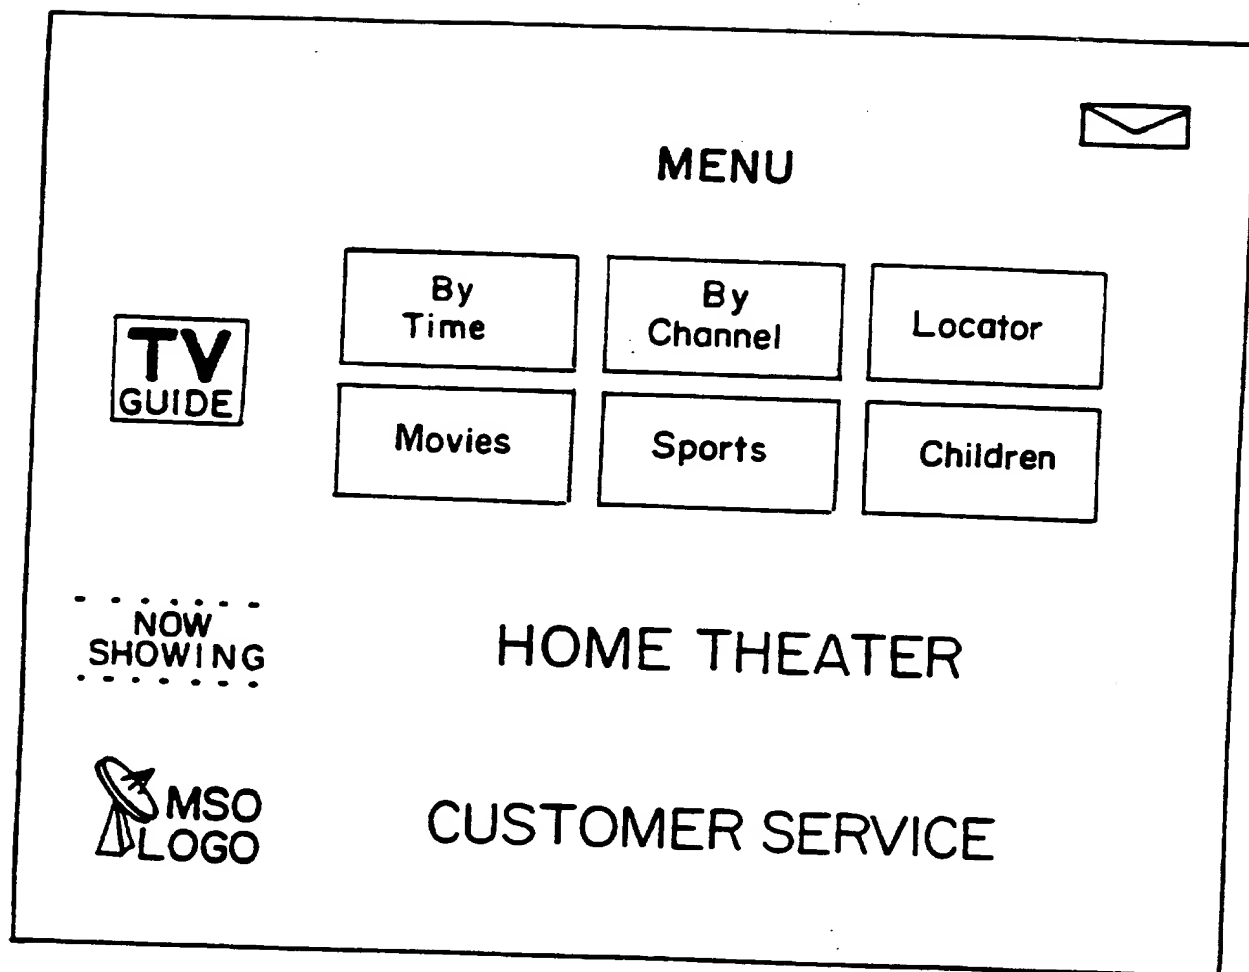 MENU
By
Time
By
Channel
Locator
TV
GUIDE
Movies
Sports
Children
NOW
SHOWING
HOME THEATER
MSO
LOGO
CUSTOMER SERVICE